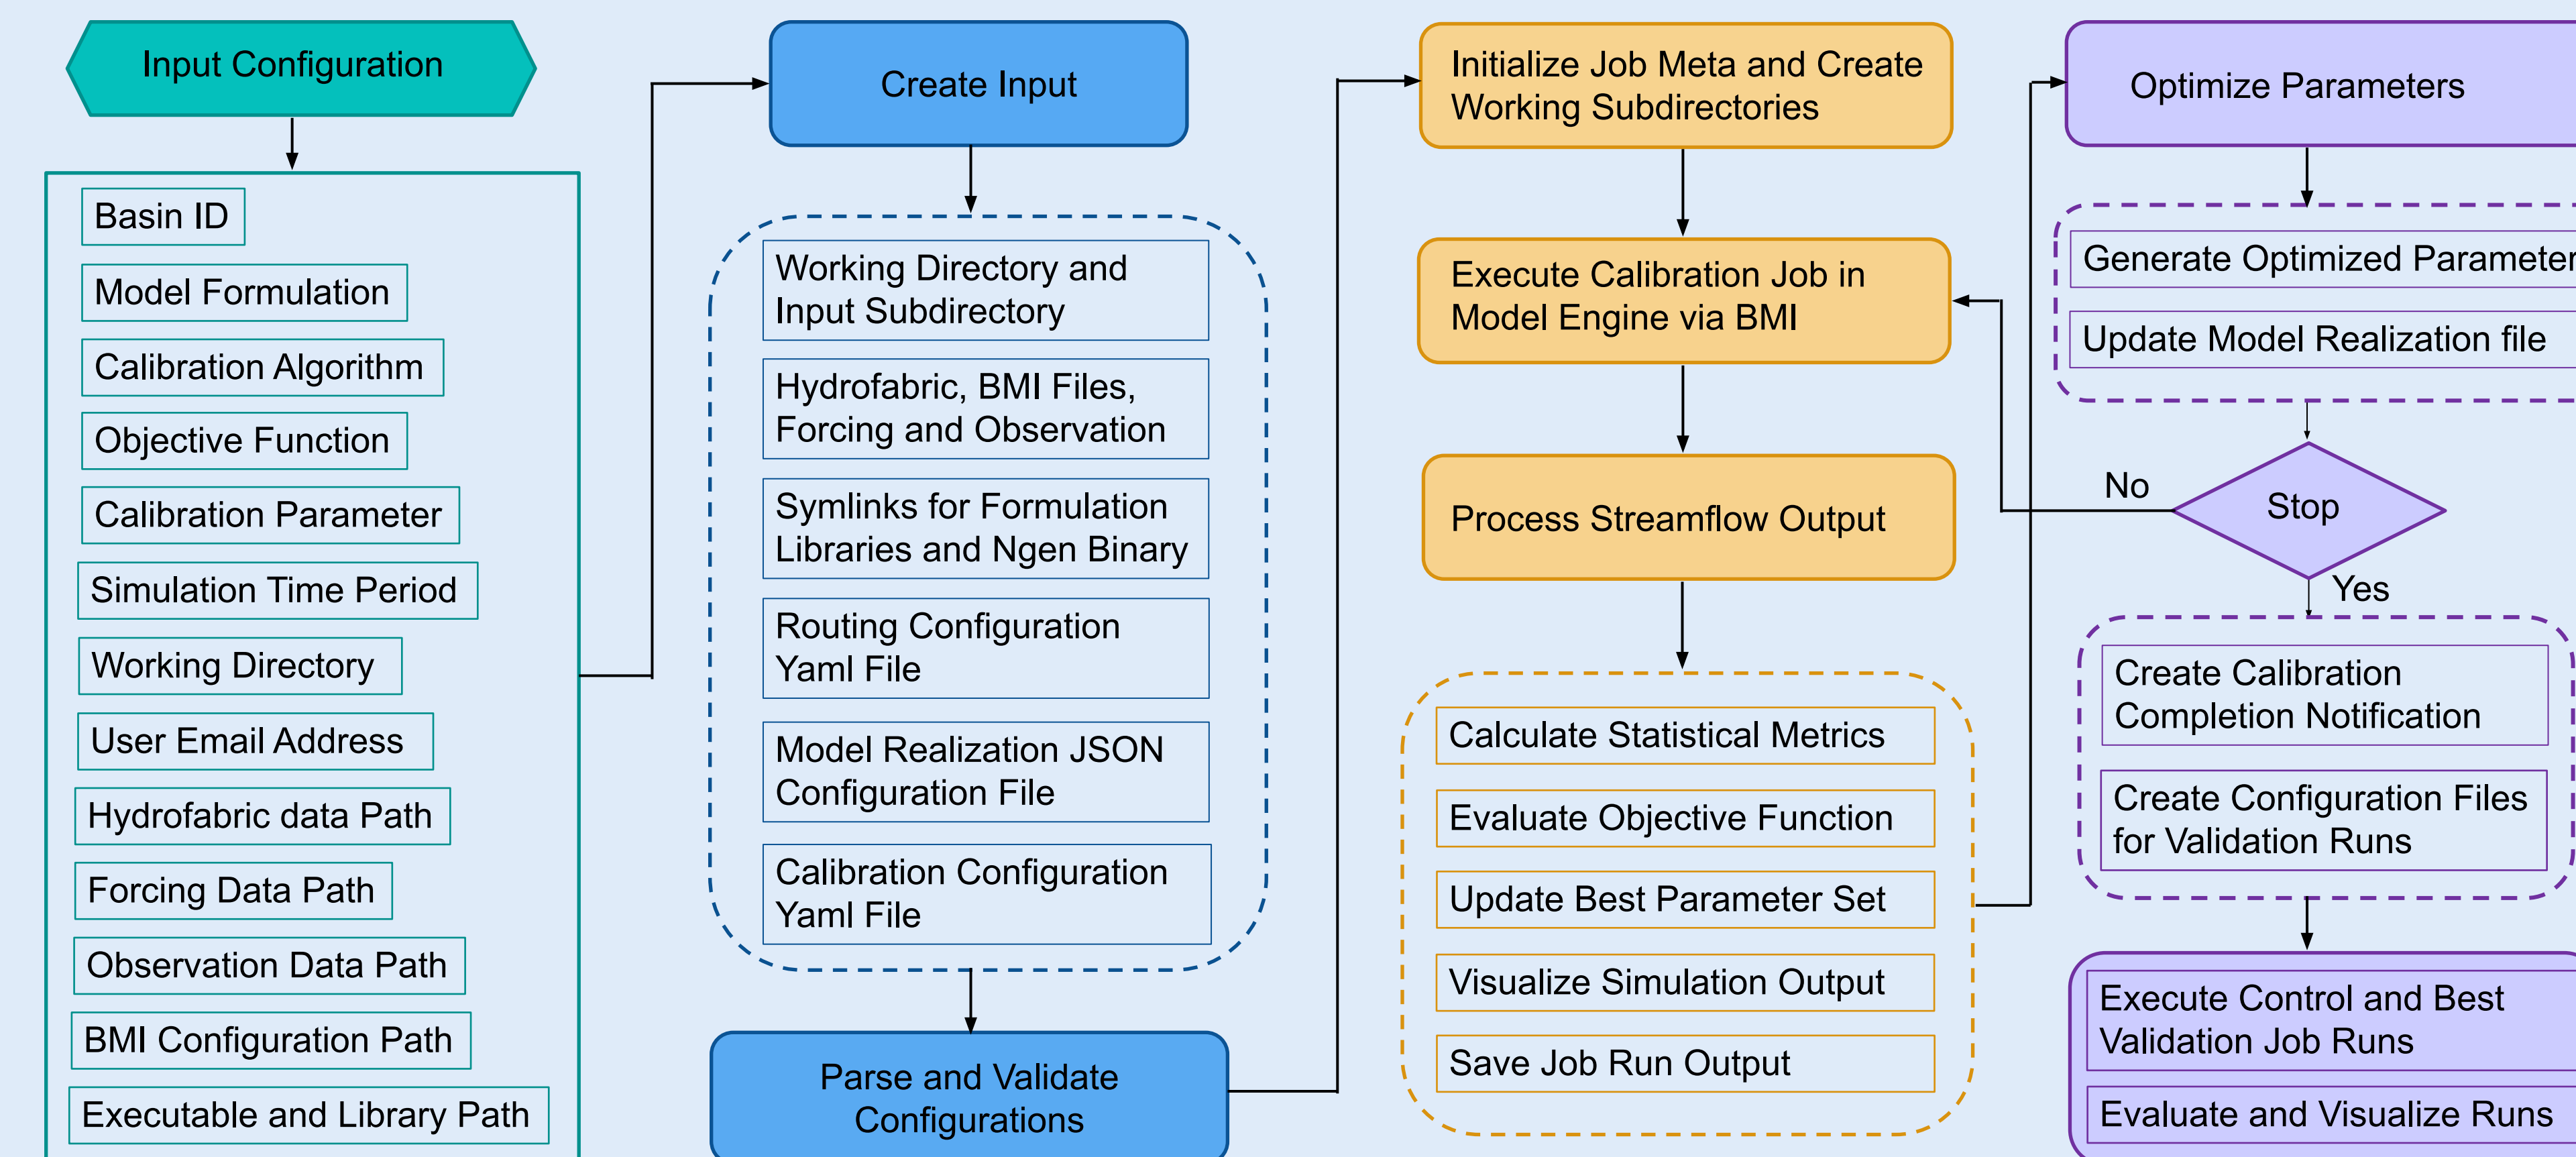 Input Configuration
Basin ID
Model Formulation
Calibration Algorithm
Objective Function
Calibration Parameter
Simulation Time Period
Working Directory
User Email Address
Hydrofabric data Path
Forcing Data Path
Observation Data Path
BMI Configuration Path
Executable and Library Path
Create Input
Working Directory and
Input Subdirectory
Hydrofabric, BMI Files,
Forcing and Observation
Symlinks for Formulation
Libraries and Ngen Binary
Routing Configuration
Yaml File
Model Realization JSON
Configuration File
Calibration Configuration
Yaml File
Parse and Validate
Configurations
Initialize Job Meta and Create
Working Subdirectories
Execute Calibration Job in
Model Engine via BMI
Process Streamflow Output
Calculate Statistical Metrics
Evaluate Objective Function
Update Best Parameter Set
Visualize Simulation Output
Save Job Run Output
Optimize Parameters
Generate Optimized Parameter
Update Model Realization file
No
Stop
Yes
Create Calibration
Completion Notification
Create Configuration Files
for Validation Runs
Execute Control and Best
Validation Job Runs
Evaluate and Visualize Runs